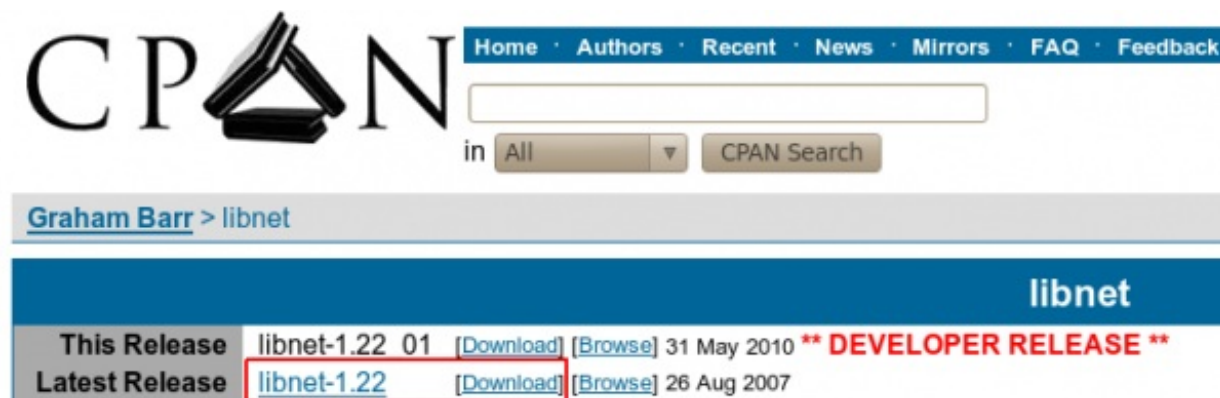 CPAN
Home · Authors · Recent · News · Mirrors · FAQ · Feedback
in All CPAN Search
Graham Barr > libnet
libnet
This Release libnet-1.22_01 [Download] [Browse] 31 May 2010 ** DEVELOPER RELEASE **
Latest Release libnet-1.22 [Download] [Browse] 26 Aug 2007